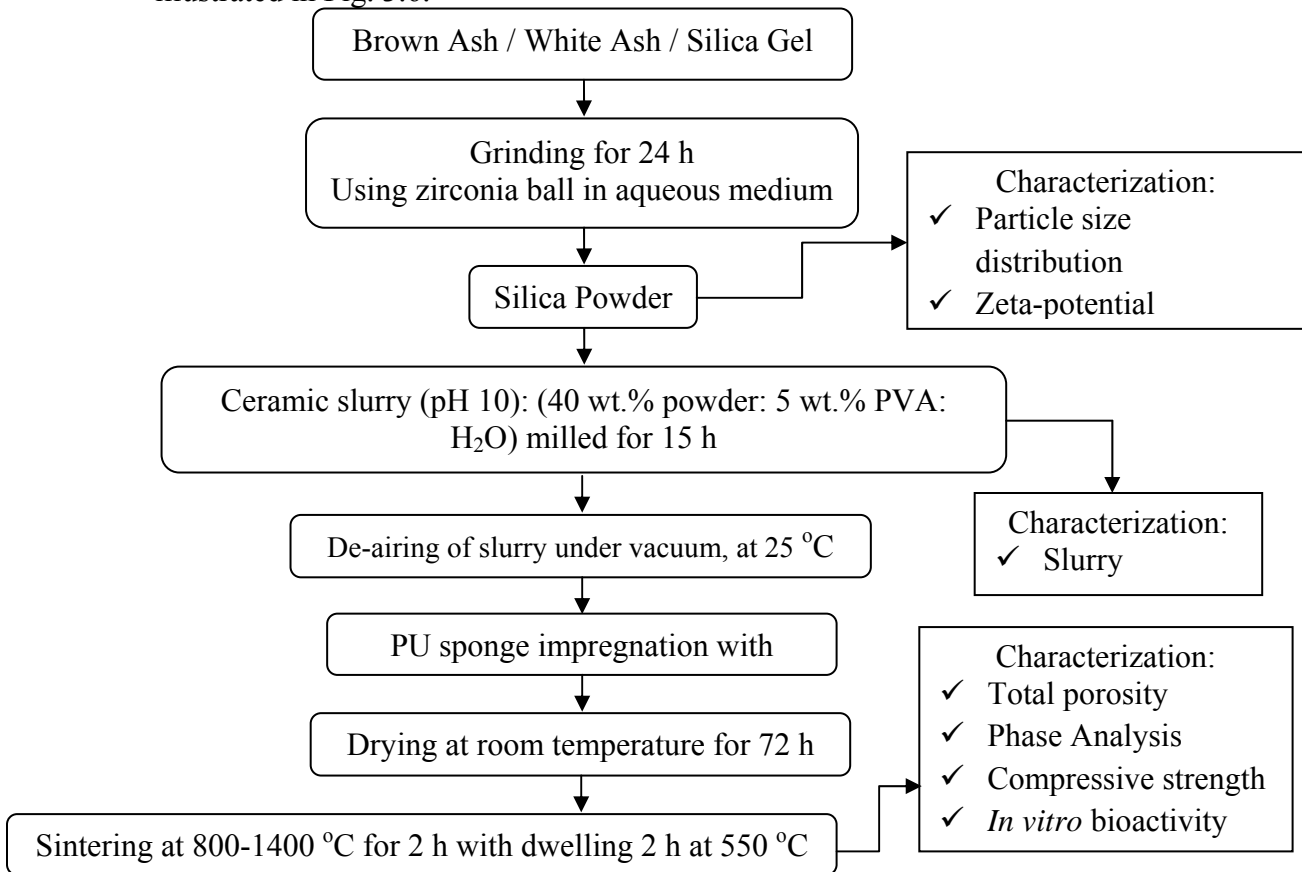 illustrated in Fig. 3.6.
Brown Ash / White Ash / Silica Gel
Grinding for 24 h
Using zirconia ball in aqueous medium
Characterization:
✓ Particle size
distribution
✓ Zeta-potential
Silica Powder
Ceramic slurry (pH 10): (40 wt.% powder: 5 wt.% PVA:
H₂O) milled for 15 h
Characterization:
✓ Slurry
De-airing of slurry under vacuum, at 25 °C
PU sponge impregnation with
Drying at room temperature for 72 h
Sintering at 800-1400 °C for 2 h with dwelling 2 h at 550 °C
Characterization:
✓ Total porosity
✓ Phase Analysis
✓ Compressive strength
✓ In vitro bioactivity